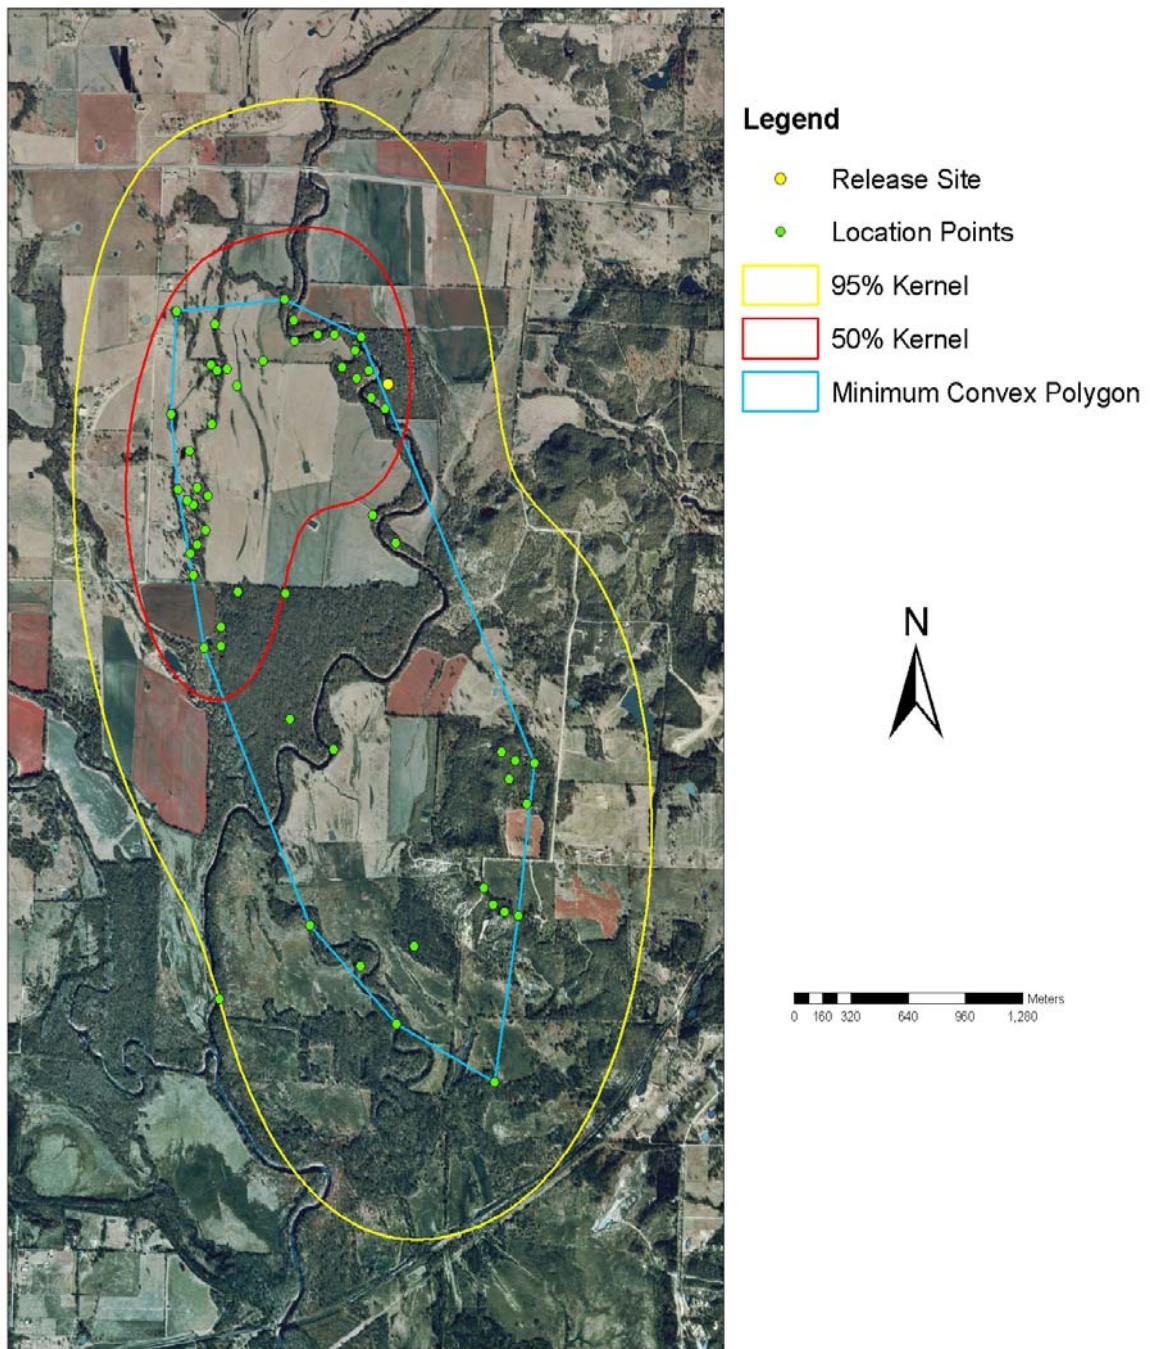 Legend
Release Site
Location Points
95% Kernel
50% Kernel
Minimum Convex Polygon
N
Meters
0 160 320 640 960 1,280